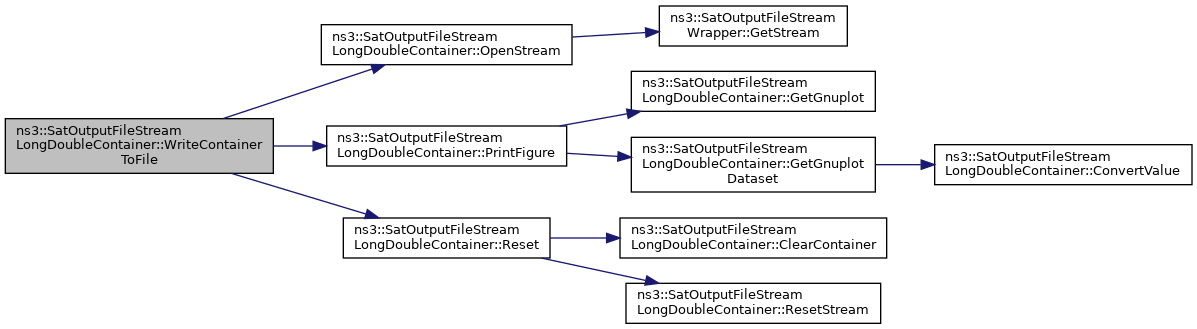 ns3::SatOutputFileStream
LongDoubleContainer::WriteContainer
ToFile
ns3::SatOutputFileStream
LongDoubleContainer::OpenStream
ns3::SatOutputFileStream
Wrapper::GetStream
ns3::SatOutputFileStream
LongDoubleContainer::PrintFigure
ns3::SatOutputFileStream
LongDoubleContainer::GetGnuplot
ns3::SatOutputFileStream
LongDoubleContainer::GetGnuplot
Dataset
ns3::SatOutputFileStream
LongDoubleContainer::ConvertValue
ns3::SatOutputFileStream
LongDoubleContainer::Reset
ns3::SatOutputFileStream
LongDoubleContainer::ClearContainer
ns3::SatOutputFileStream
LongDoubleContainer::ResetStream